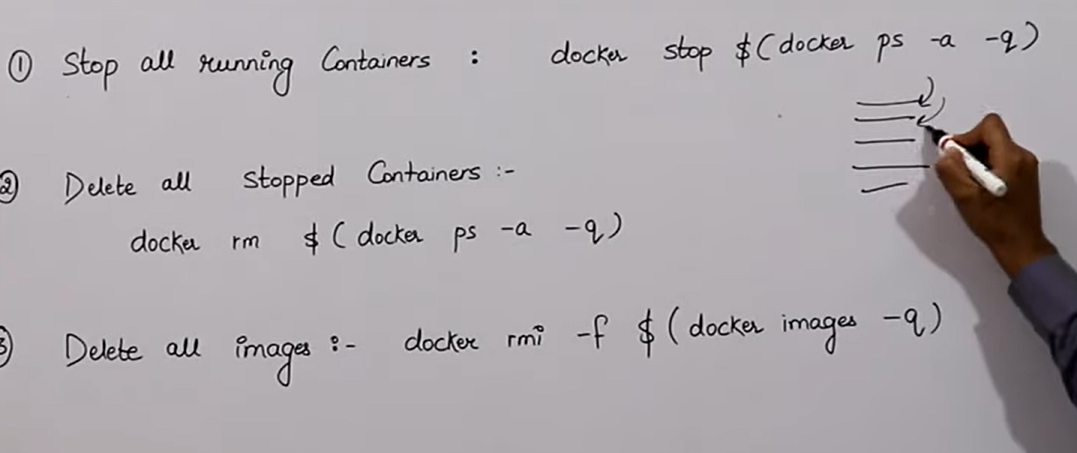 ① Stop all running Containers : docker stop $(docker ps -a -q)
② Delete all Stopped Containers :-
docker rm $(docker ps -a -q)
③ Delete all images :- docker rmi -f $(docker images -q)